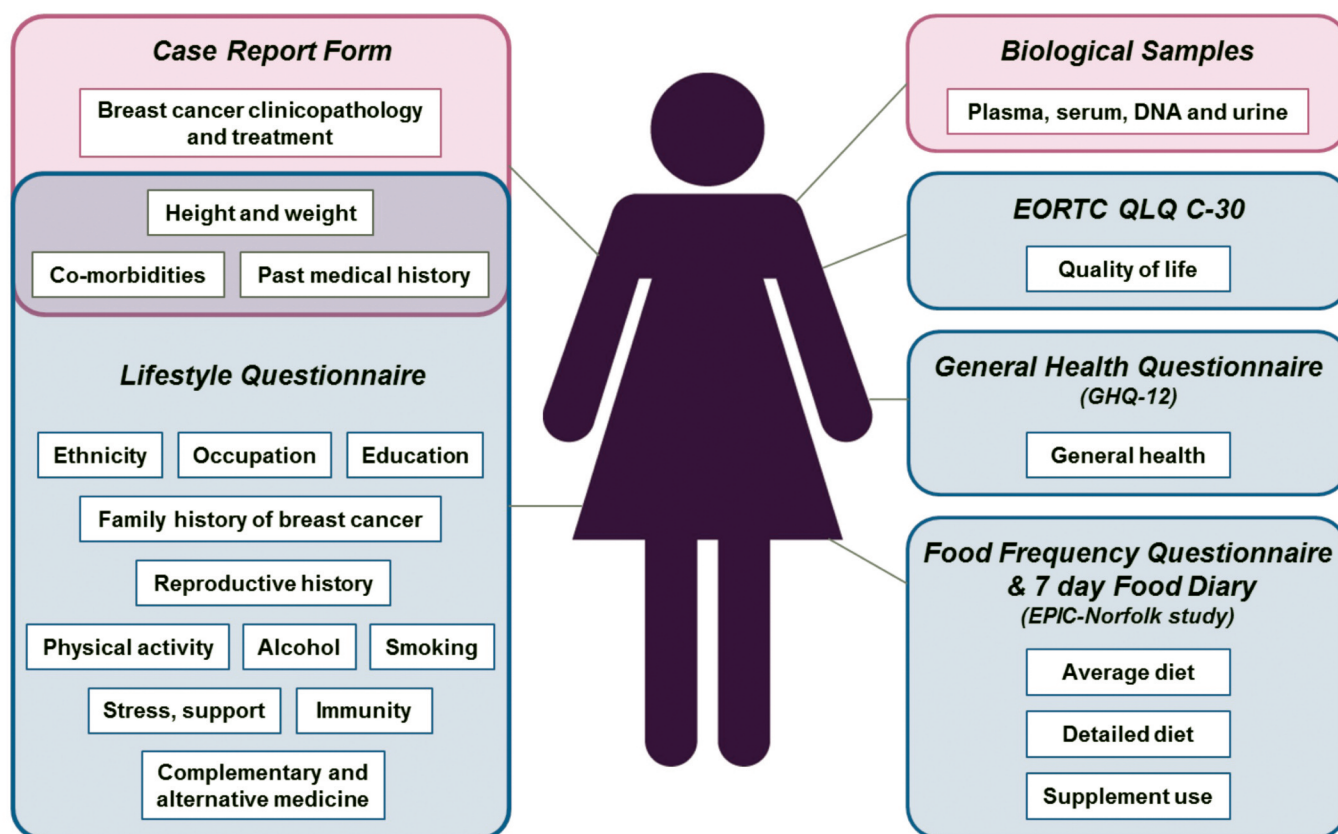 Case Report Form
Breast cancer clinicopathology
and treatment
Height and weight
Co-morbidities
Past medical history
Lifestyle Questionnaire
Ethnicity
Occupation
Education
Family history of breast cancer
Reproductive history
Physical activity
Alcohol
Smoking
Stress, support
Immunity
Complementary and
alternative medicine
Biological Samples
Plasma, serum, DNA and urine
EORTC QLQ C-30
Quality of life
General Health Questionnaire
(GHQ-12)
General health
Food Frequency Questionnaire
& 7 day Food Diary
(EPIC-Norfolk study)
Average diet
Detailed diet
Supplement use